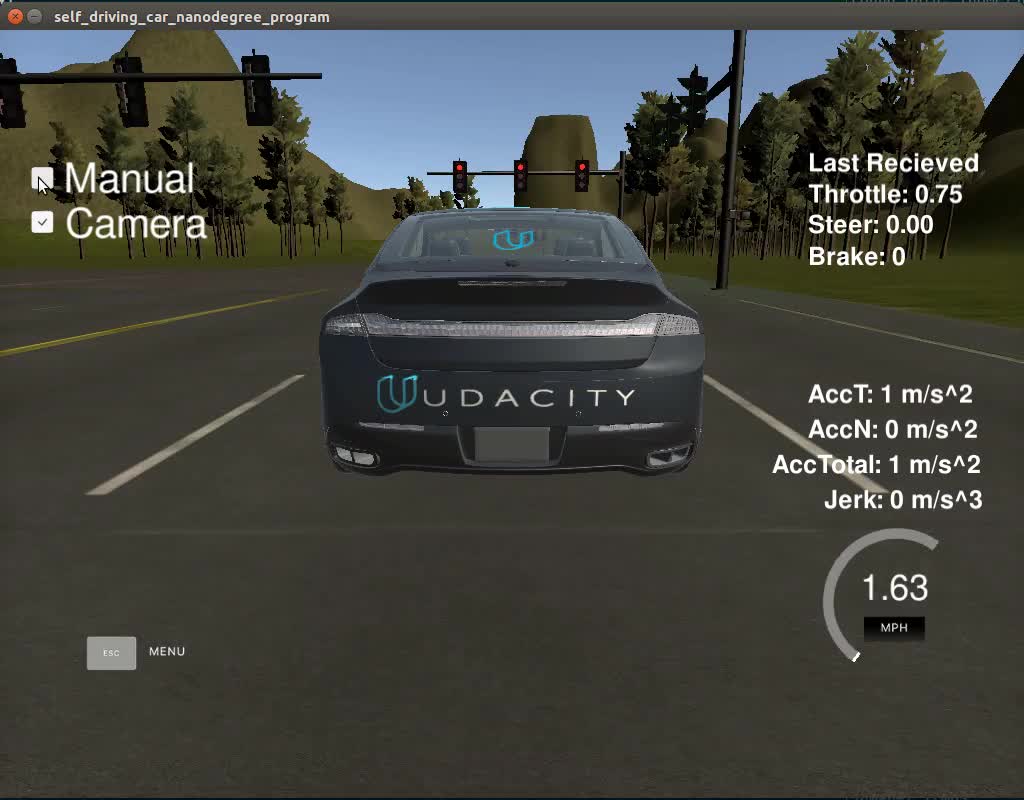 self_driving_car_nanodegree_program
Manual
Camera
Last Recieved
Throttle: 0.75
Steer: 0.00
Brake: 0
UDACITY
AccT: 1 m/s^2
AccN: 0 m/s^2
AccTotal: 1 m/s^2
Jerk: 0 m/s^3
1.63
MPH
ESC MENU